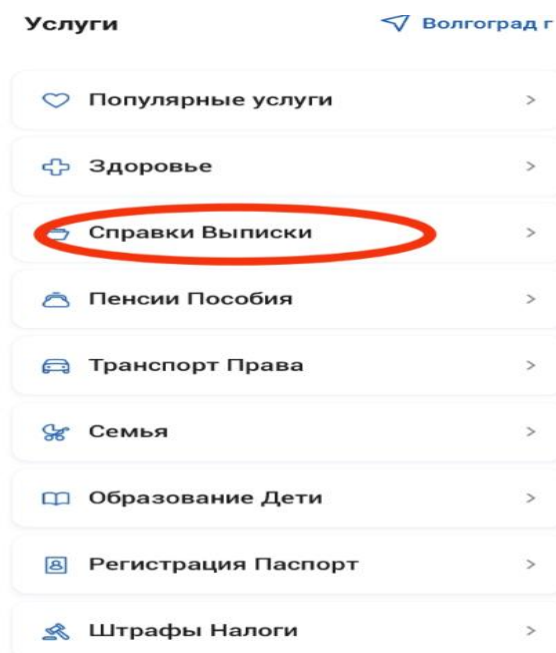 Услуги
Волгоград г
Популярные услуги
Здоровье
Справки Выписки
Пенсии Пособия
Транспорт Права
Семья
Образование Дети
Регистрация Паспорт
Штрафы Налоги